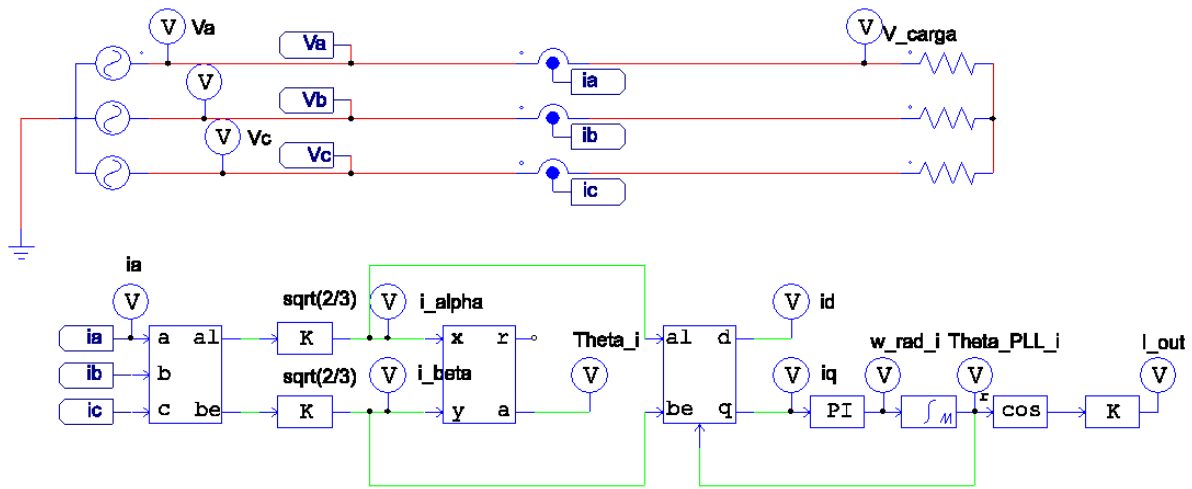 V Va
Va
V V_carga
ia
V
Vb
ib
V Vc
Vc
ic
ia
V
sqrt(2/3)
V i_alpha
V id
ia a al K x r
Theta_i
V
al d
ib b
sqrt(2/3)
V i_beta
V iq
w_rad_i
V
Theta_PLL_i
V
I_out
V
ic c be K y a
be q PI ∫M r cos K